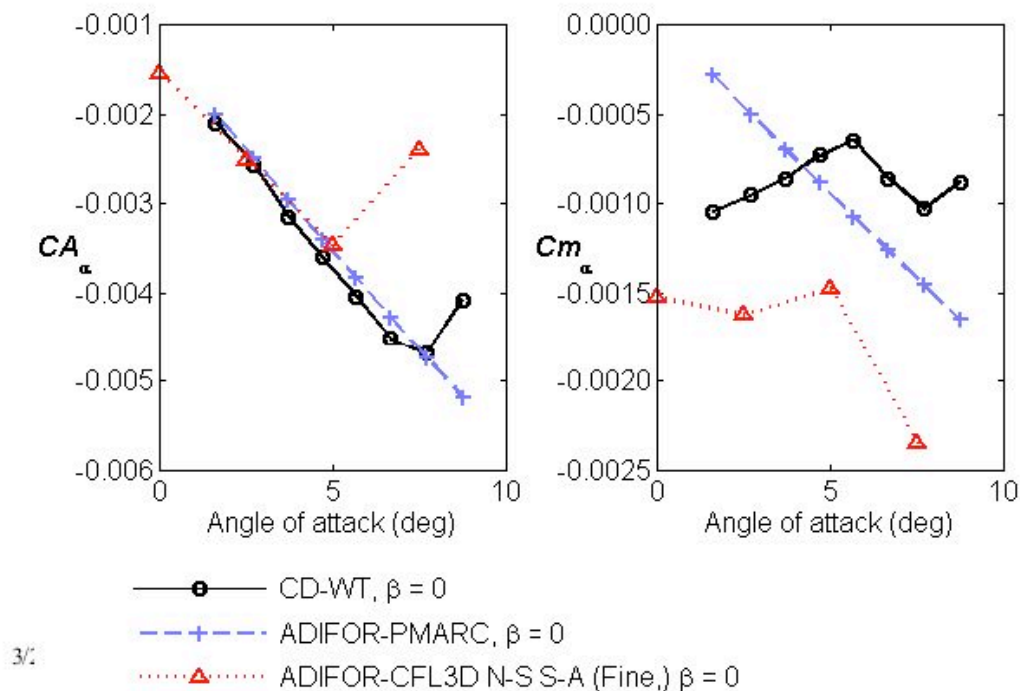 -0.001
-0.002
-0.003
-0.004
-0.005
-0.006
CA α
0 5 10
Angle of attack (deg)
0.0000
-0.0005
-0.0010
-0.0015
-0.0020
-0.0025
Cm α
0 5 10
Angle of attack (deg)
CD-WT, β = 0
ADIFOR-PMARC, β = 0
ADIFOR-CFL3D N-S S-A (Fine,) β = 0